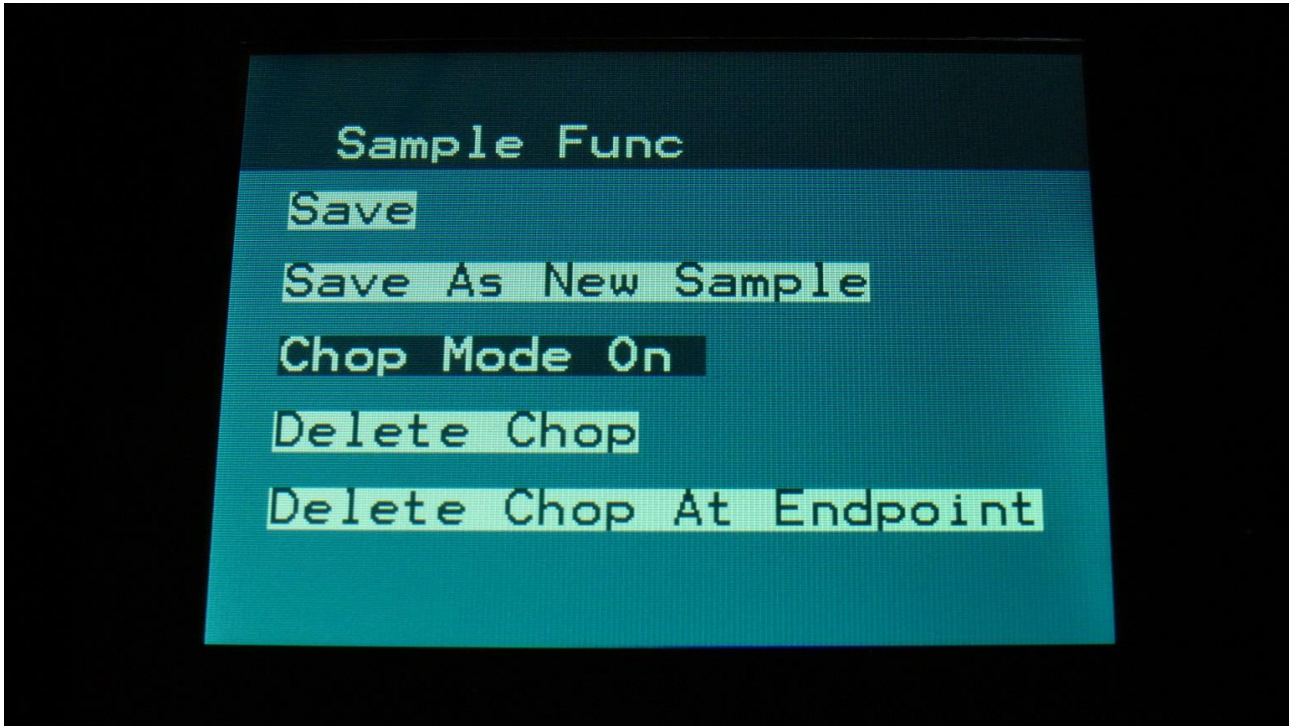 Sample Func
Save
Save As New Sample
Chop Mode On
Delete Chop
Delete Chop At Endpoint